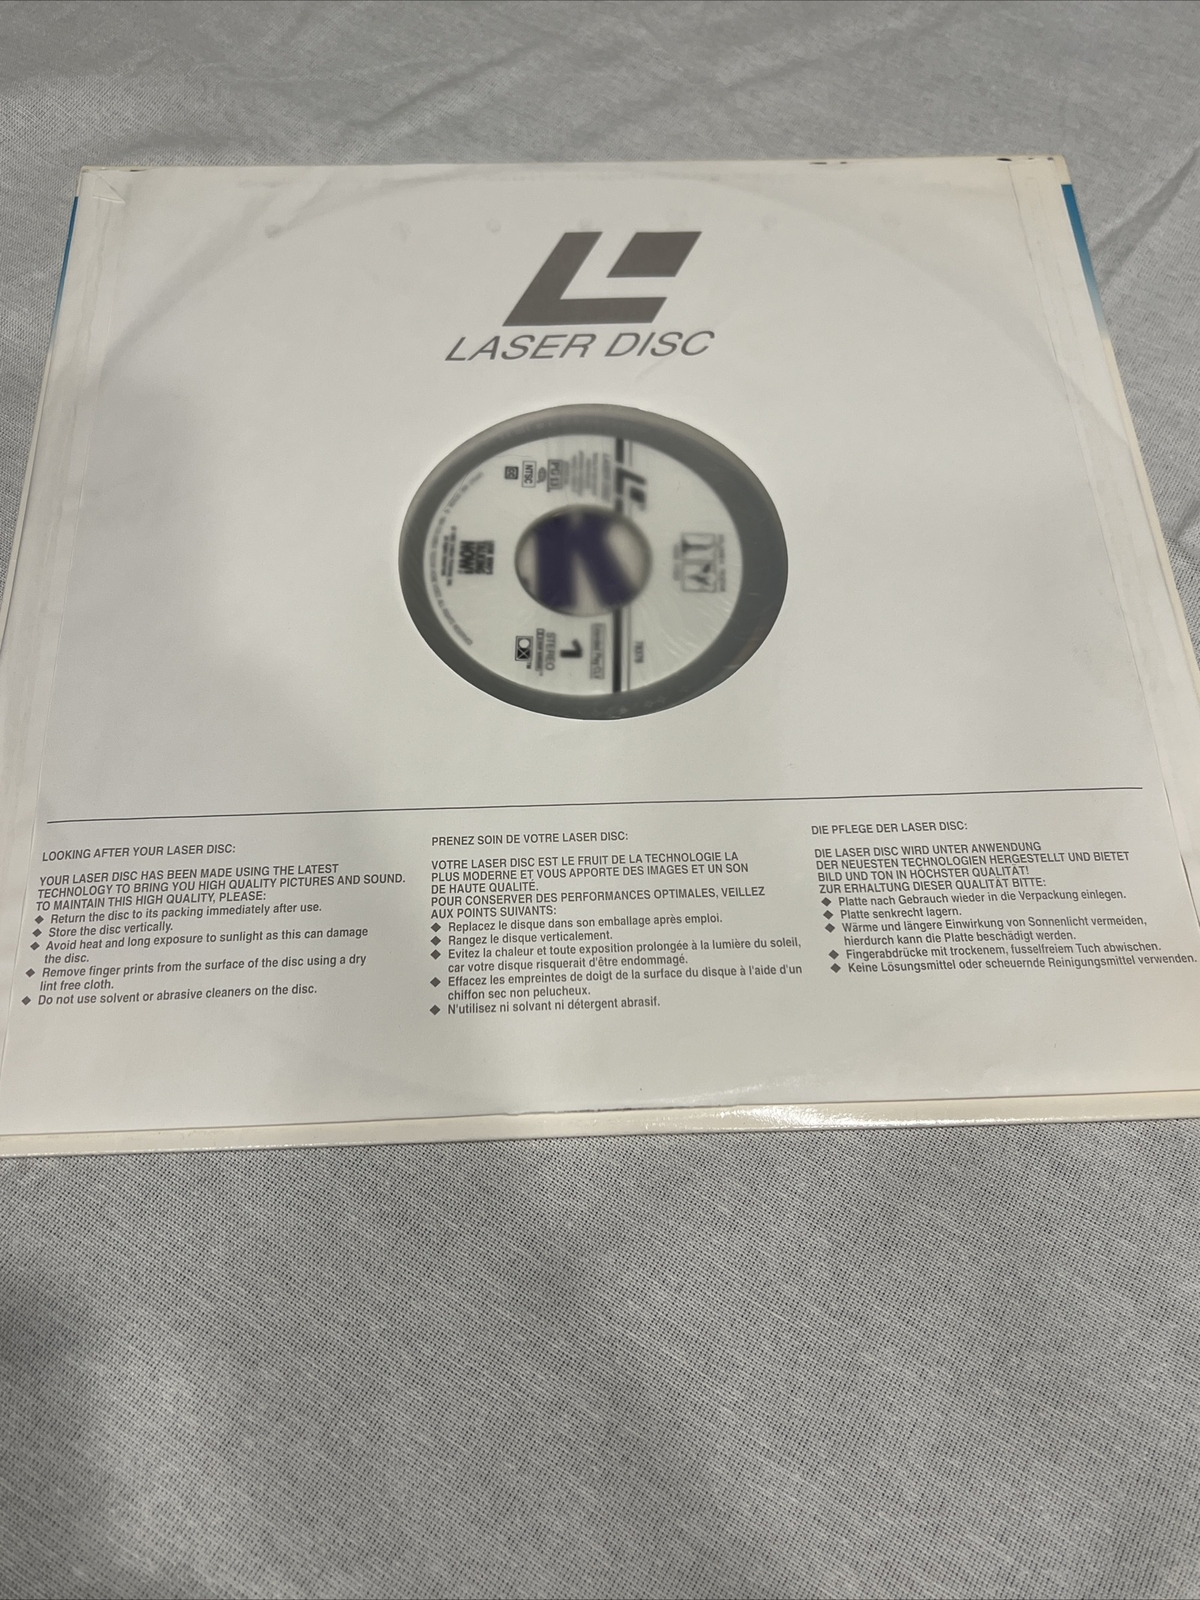 LASER DISC
NTSC
PG 13
LOOKING
NOW!
STEREO
1
LOOKING AFTER YOUR LASER DISC:
YOUR LASER DISC HAS BEEN MADE USING THE LATEST
TECHNOLOGY TO BRING YOU HIGH QUALITY PICTURES AND SOUND.
TO MAINTAIN THIS HIGH QUALITY, PLEASE:
◆ Return the disc to its packing immediately after use.
◆ Store the disc vertically.
◆ Avoid heat and long exposure to sunlight as this can damage
the disc.
◆ Remove finger prints from the surface of the disc using a dry
lint free cloth.
◆ Do not use solvent or abrasive cleaners on the disc.
PRENEZ SOIN DE VOTRE LASER DISC:
VOTRE LASER DISC EST LE FRUIT DE LA TECHNOLOGIE LA
PLUS MODERNE ET VOUS APPORTE DES IMAGES ET UN SON
DE HAUTE QUALITÉ.
POUR CONSERVER DES PERFORMANCES OPTIMALES, VEILLEZ
AUX POINTS SUIVANTS:
◆ Replacez le disque dans son emballage après emploi.
◆ Rangez le disque verticalement.
◆ Evitez la chaleur et toute exposition prolongée à la lumière du soleil,
car votre disque risquerait d'être endommagé.
◆ Effacez les empreintes de doigt de la surface du disque à l'aide d'un
chiffon sec non pelucheux.
◆ N'utilisez ni solvant ni détergent abrasif.
DIE PFLEGE DER LASER DISC:
DIE LASER DISC WIRD UNTER ANWENDUNG
DER NEUESTEN TECHNOLOGIEN HERGESTELLT UND BIETET
BILD UND TON IN HÖCHSTER QUALITÄT!
ZUR ERHALTUNG DIESER QUALITÄT BITTE:
◆ Platte nach Gebrauch wieder in die Verpackung einlegen.
◆ Platte senkrecht lagern.
◆ Wärme und längere Einwirkung von Sonnenlicht vermeiden,
hierdurch kann die Platte beschädigt werden.
◆ Fingerabdrücke mit trockenem, fusselfreiem Tuch abwischen.
◆ Keine Lösungsmittel oder scheuernde Reinigungsmittel verwenden.